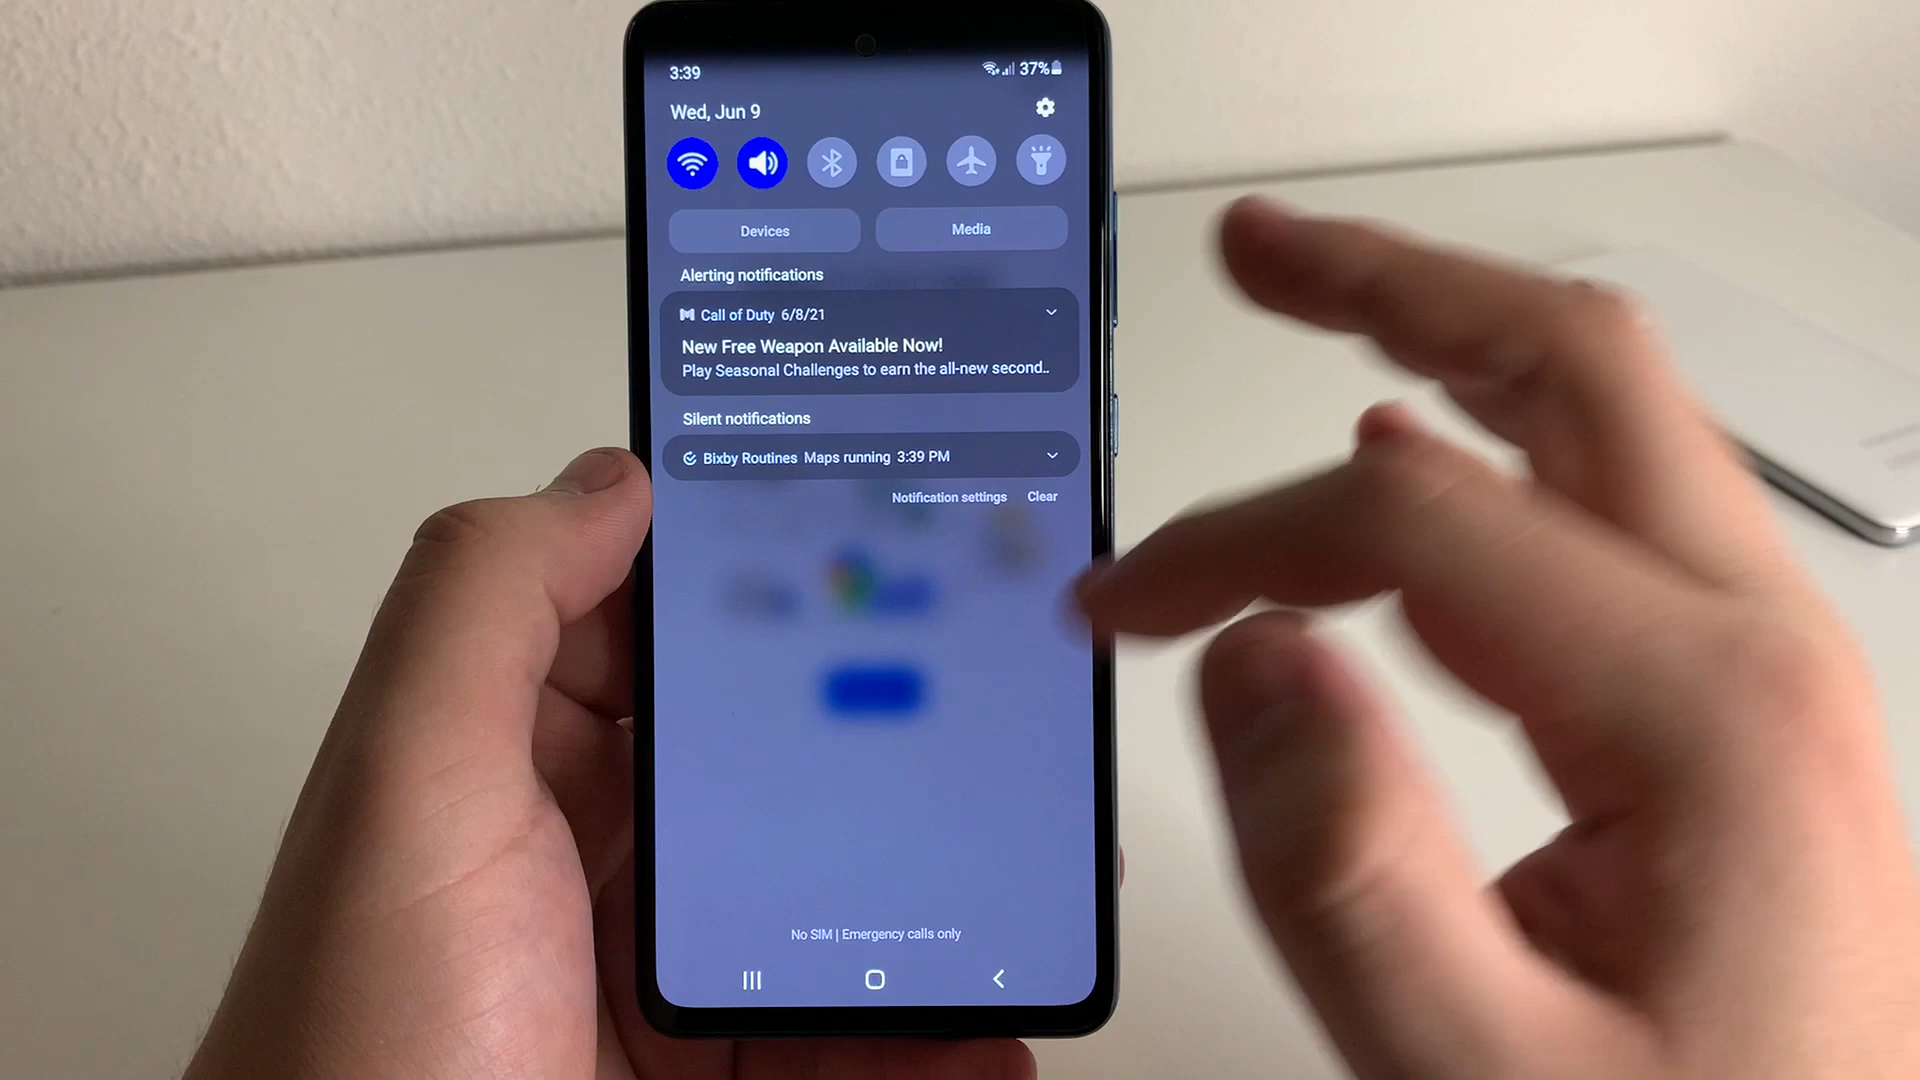 3:39
37%
Wed, Jun 9
Devices
Media
Alerting notifications
Call of Duty 6/8/21
New Free Weapon Available Now!
Play Seasonal Challenges to earn the all-new second..
Silent notifications
Bixby Routines Maps running 3:39 PM
Notification settings
Clear
No SIM | Emergency calls only